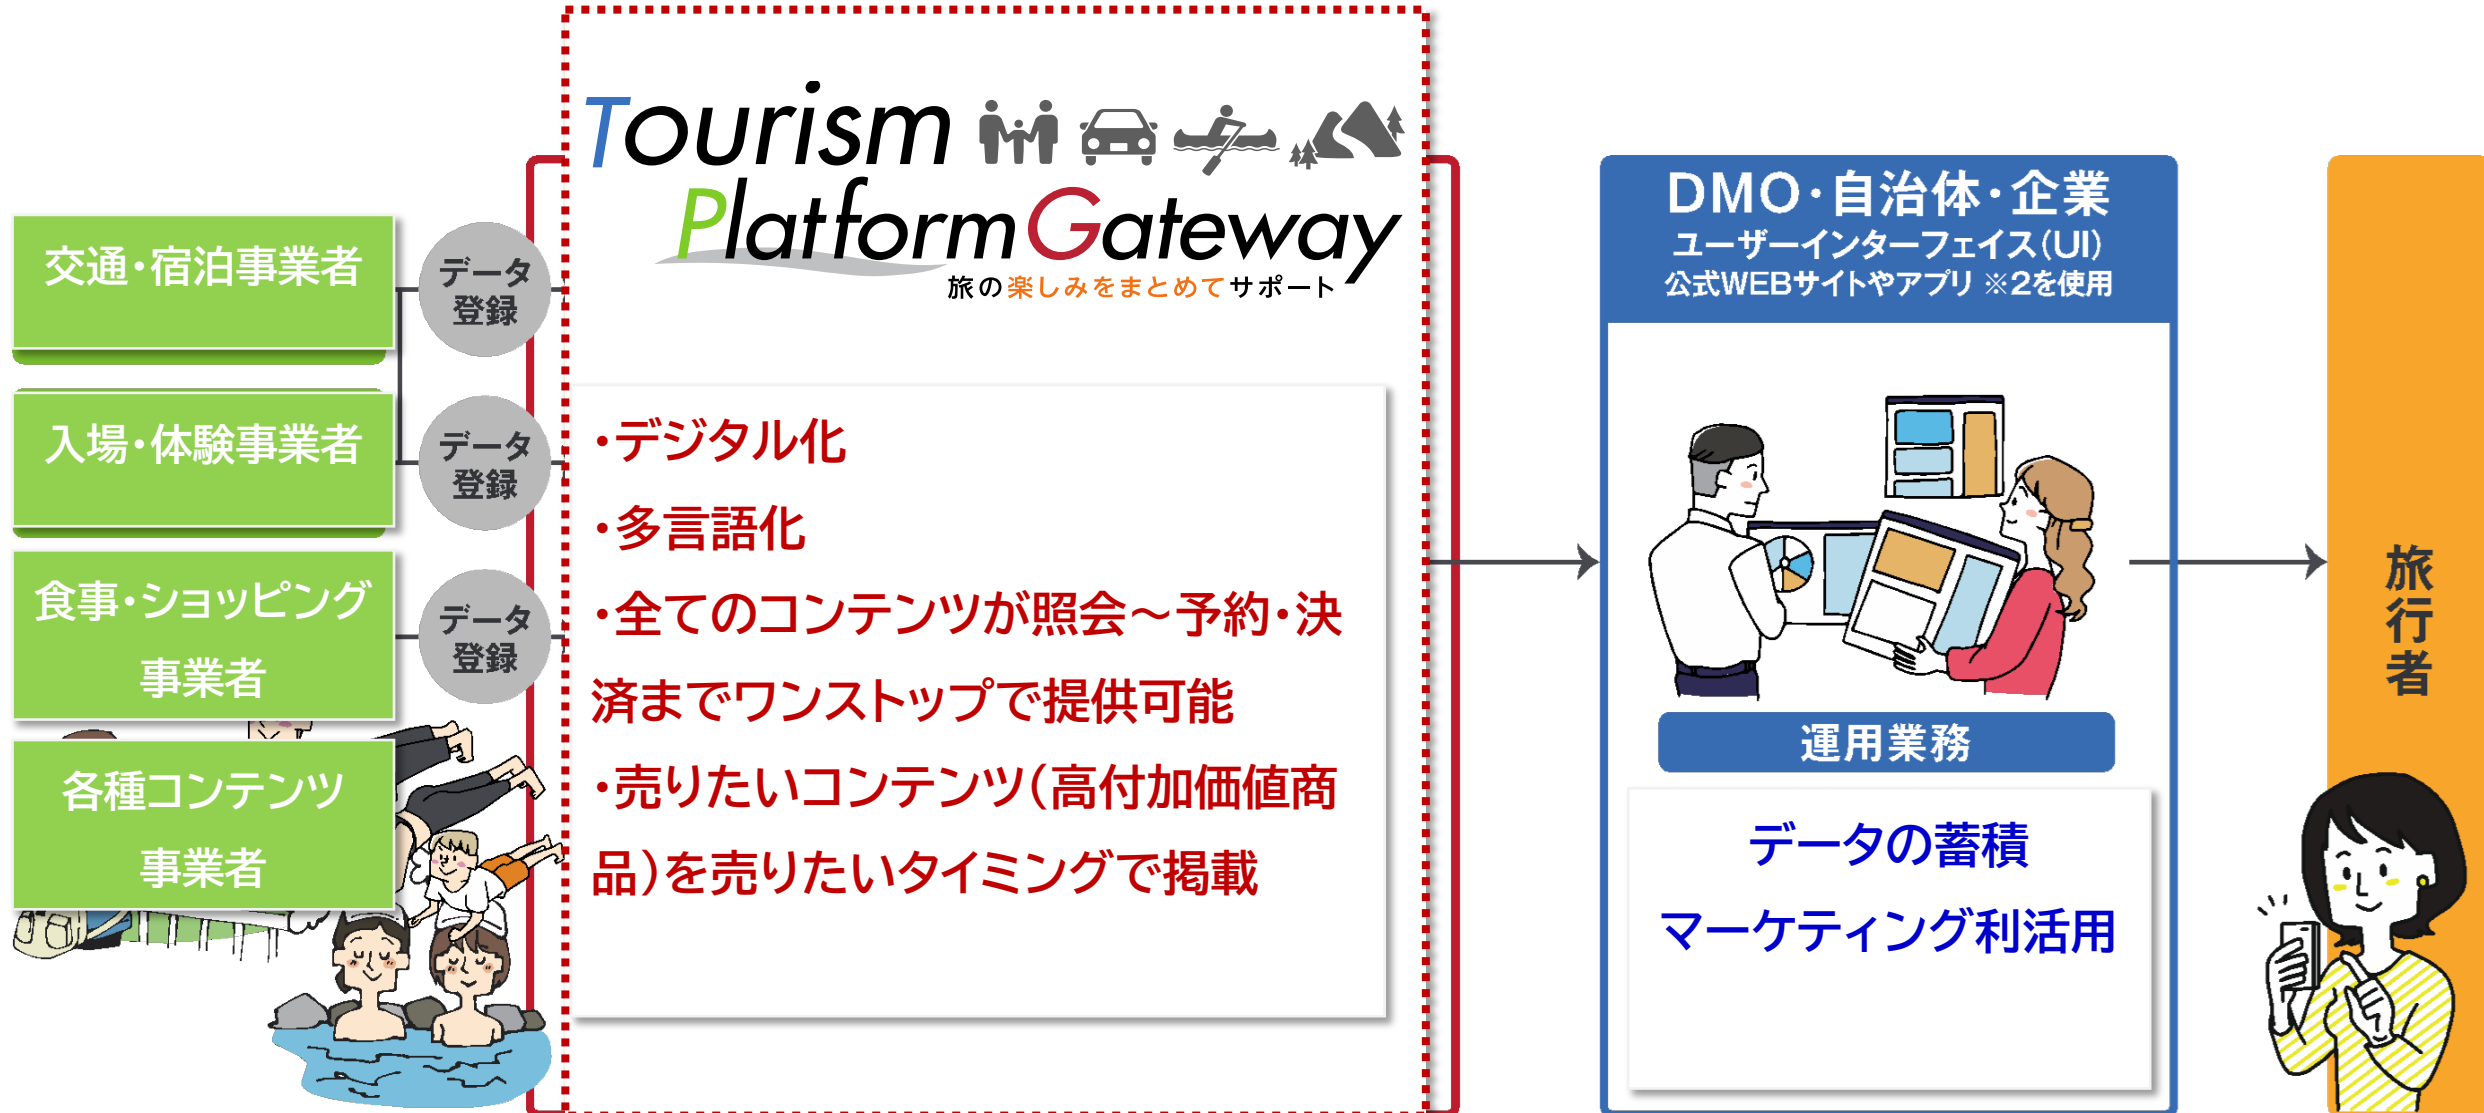 交通・宿泊事業者
入場・体験事業者
食事・ショッピング
事業者
各種コンテンツ
事業者
データ
登録
データ
登録
データ
登録
Tourism
Platform Gateway
旅の楽しみをまとめてサポート
・デジタル化
・多言語化
・全てのコンテンツが照会～予約・決
済までワンストップで提供可能
・売りたいコンテンツ(高付加価値商
品)を売りたいタイミングで掲載
DMO・自治体・企業
ユーザーインターフェイス(UI)
公式WEBサイトやアプリ ※2を使用
運用業務
データの蓄積
マーケティング利活用
旅行者